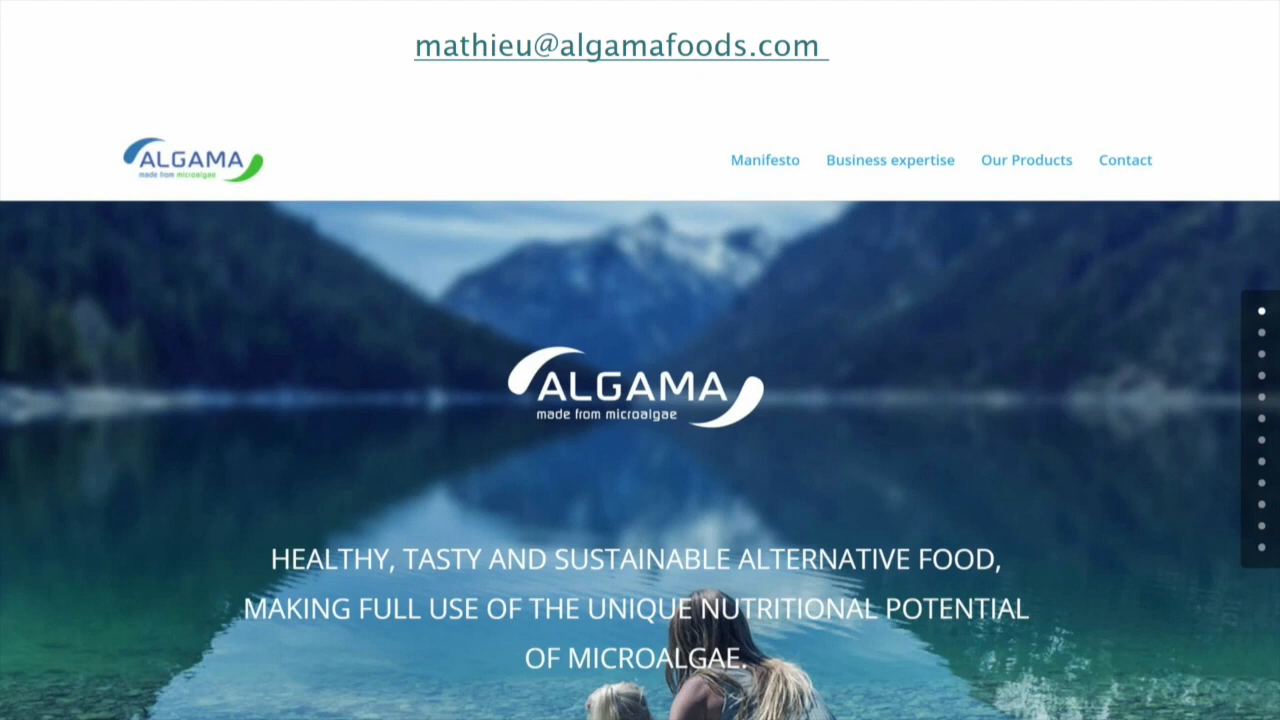 mathieu@algamafoods.com
ALGAMA
made from microalgae
Manifesto Business expertise Our Products Contact
ALGAMA
made from microalgae
HEALTHY, TASTY AND SUSTAINABLE ALTERNATIVE FOOD,
MAKING FULL USE OF THE UNIQUE NUTRITIONAL POTENTIAL
OF MICROALGAE.